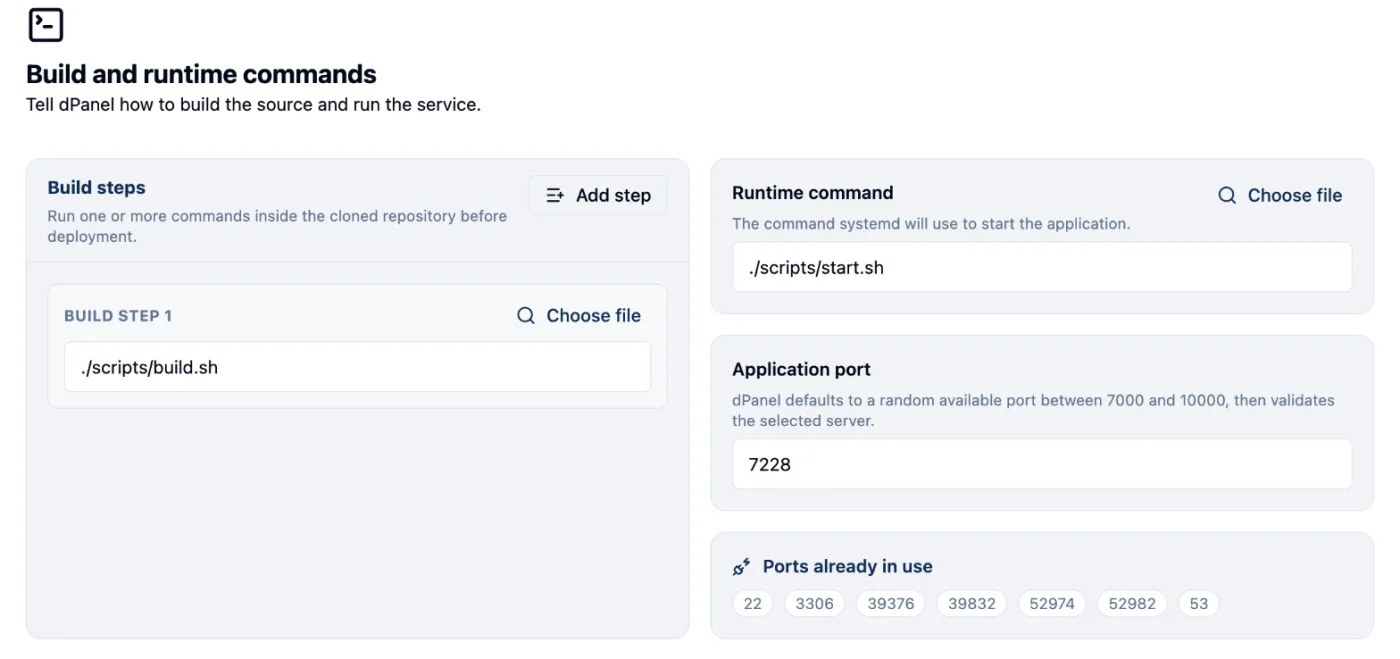 Build and runtime commands
Tell dPanel how to build the source and run the service.
Build steps
Add step
Run one or more commands inside the cloned repository before
deployment.
BUILD STEP 1
Choose file
./scripts/build.sh
Runtime command
Choose file
The command systemd will use to start the application.
./scripts/start.sh
Application port
dPanel defaults to a random available port between 7000 and 10000, then validates
the selected server.
7228
Ports already in use
22 3306 39376 39832 52974 52982 53